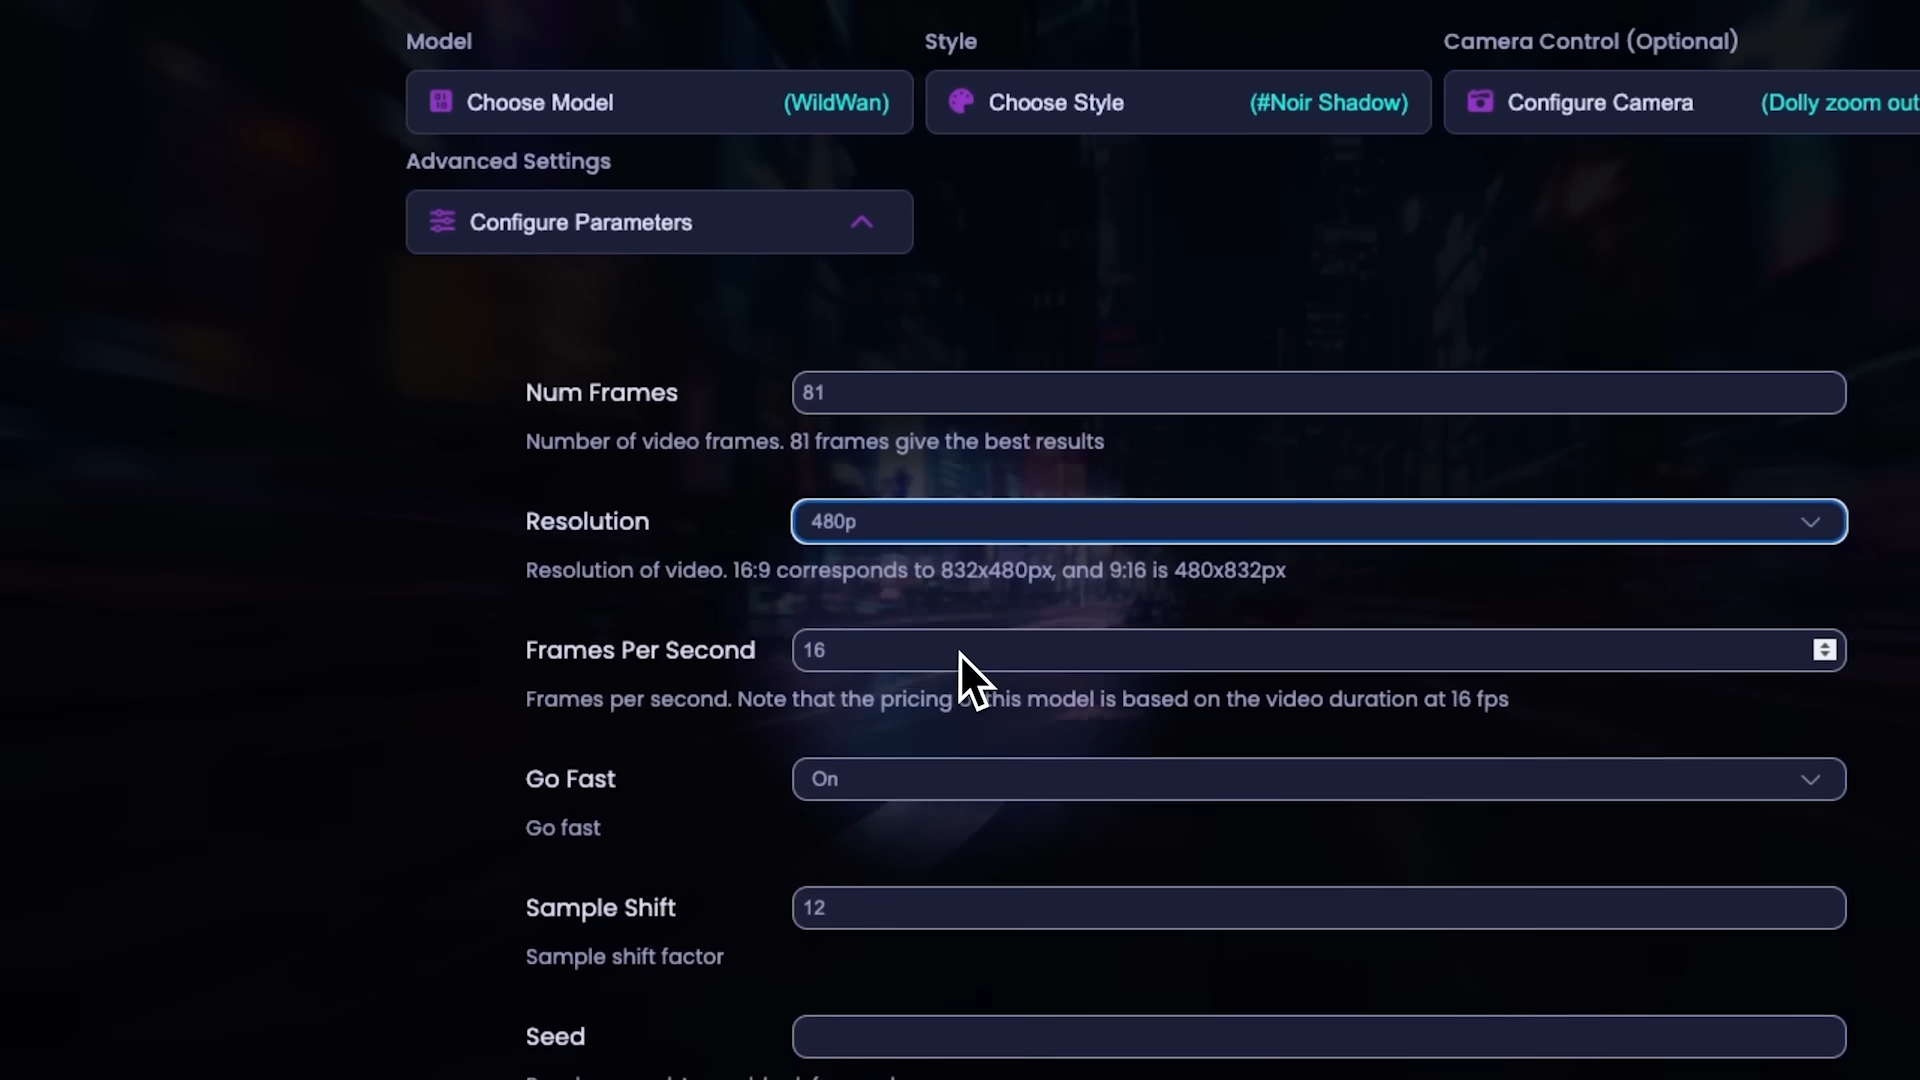 Model
Style
Camera Control (Optional)
Choose Model (WildWan)
Choose Style (#Noir Shadow)
Configure Camera (Dolly zoom out
Advanced Settings
Configure Parameters
Num Frames 81
Number of video frames. 81 frames give the best results
Resolution 480p
Resolution of video. 16:9 corresponds to 832x480px, and 9:16 is 480x832px
Frames Per Second 16
Frames per second. Note that the pricing this model is based on the video duration at 16 fps
Go Fast On
Go fast
Sample Shift 12
Sample shift factor
Seed